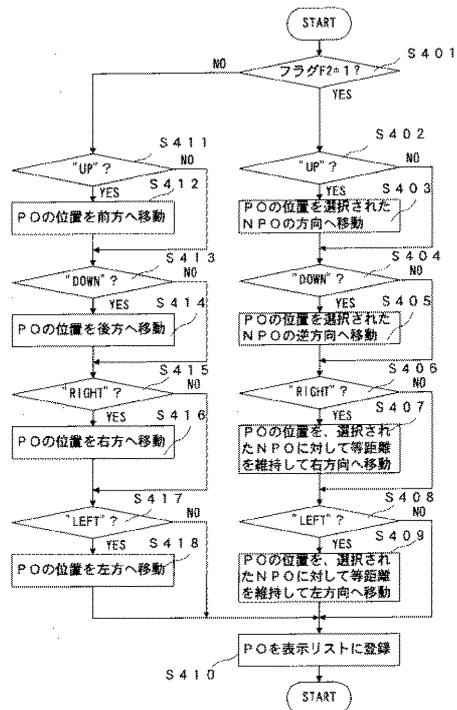 START
S401
フラグF2=1?
NO
YES
S411
"UP"?
NO
YES
S412
POの位置を前方へ移動
S413
"DOWN"?
NO
YES
S414
POの位置を後方へ移動
S415
"RIGHT"?
NO
YES
S416
POの位置を右方へ移動
S417
"LEFT"?
NO
YES
S418
POの位置を左方へ移動
S402
"UP"?
NO
YES
S403
POの位置を選択された
NPOの方向へ移動
S404
"DOWN"?
NO
YES
S405
POの位置を選択された
NPOの逆方向へ移動
S406
"RIGHT"?
NO
YES
S407
POの位置を、選択され
たNPOに対して等距離
を維持して右方向へ移動
S408
"LEFT"?
NO
YES
S409
POの位置を、選択され
たNPOに対して等距離
を維持して左方向へ移動
POを表示リストに登録
S410
START